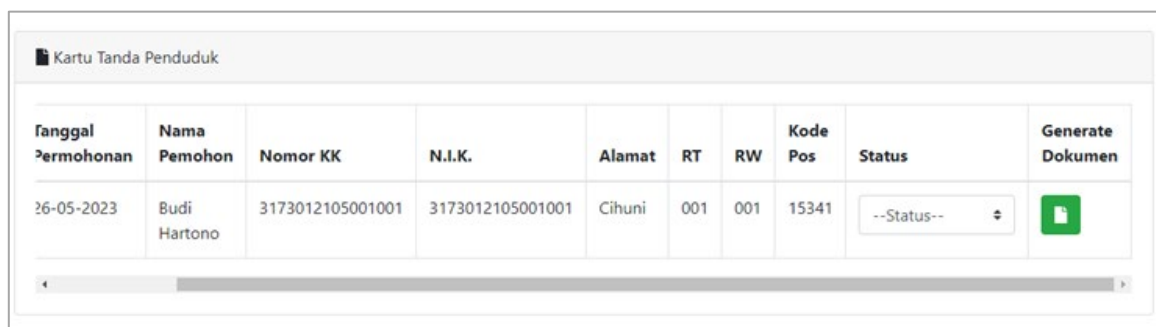 Kartu Tanda Penduduk
Tanggal Permohonan Nama Pemohon Nomor KK N.I.K. Alamat RT RW Kode Pos Status Generate Dokumen
26-05-2023 Budi Hartono 3173012105001001 3173012105001001 Cihuni 001 001 15341 --Status--